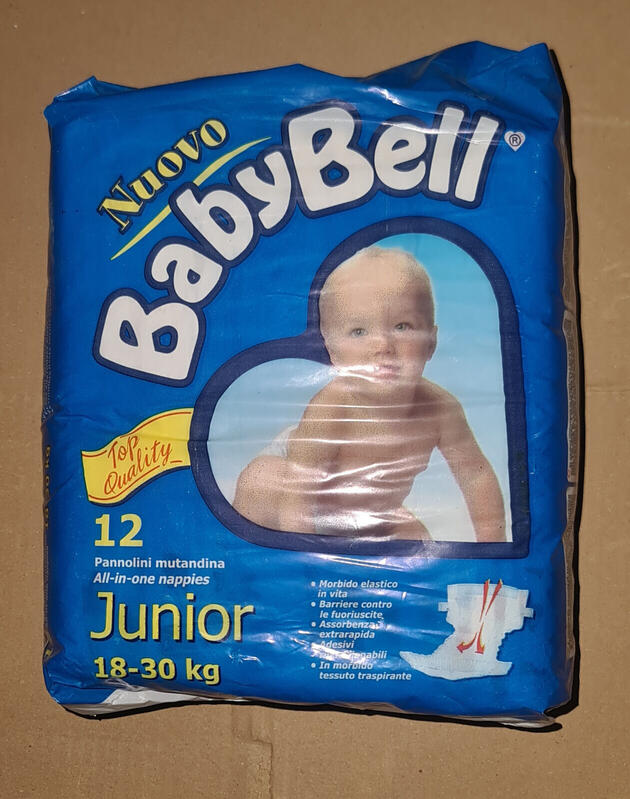 Nuovo
BabyBell®
Top
Quality
12
Pannolini mutandina
All-in-one nappies
Junior
18-30 kg
• Morbido elastico
in vita
• Barriere contro
le fuoriuscite
• Assorbenza
extrarapida
• Adesivi
• In morbido
tessuto traspirante